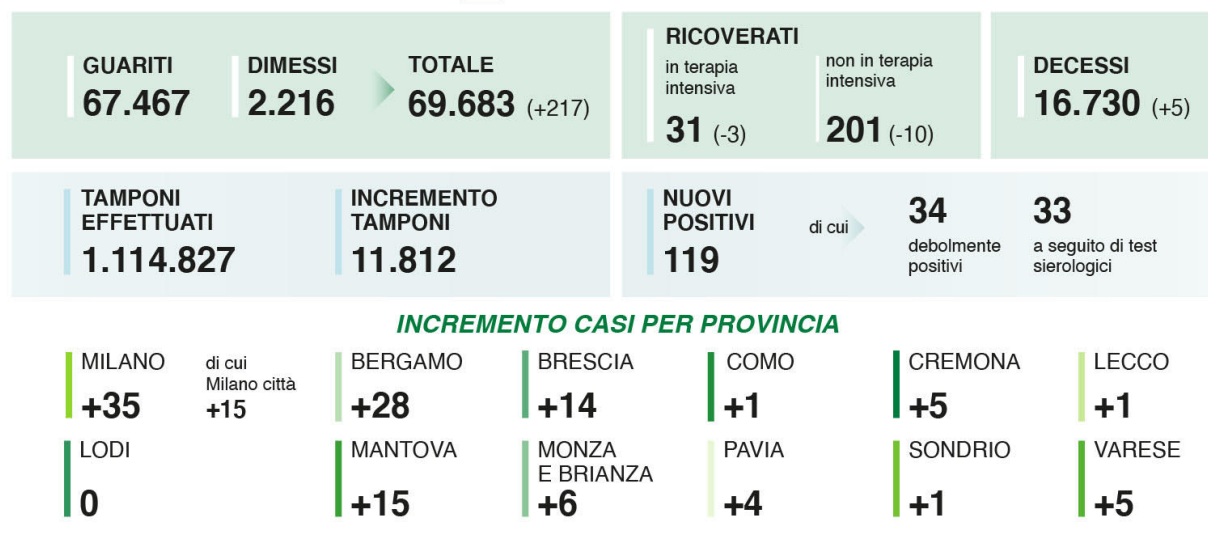 GUARITI
67.467
DIMESSI
2.216
TOTALE
69.683 (+217)
RICOVERATI
in terapia
intensiva
31 (-3)
non in terapia
intensiva
201 (-10)
DECESSI
16.730 (+5)
TAMPONI
EFFETTUATI
1.114.827
INCREMENTO
TAMPONI
11.812
NUOVI
POSITIVI
119
di cui
34
debolmente
positivi
33
a seguito di test
sierologici
INCREMENTO CASI PER PROVINCIA
MILANO
+35
di cui
Milano città
+15
BERGAMO
+28
BRESCIA
+14
COMO
+1
CREMONA
+5
LECCO
+1
LODI
0
MANTOVA
+15
MONZA
E BRIANZA
+6
PAVIA
+4
SONDRIO
+1
VARESE
+5